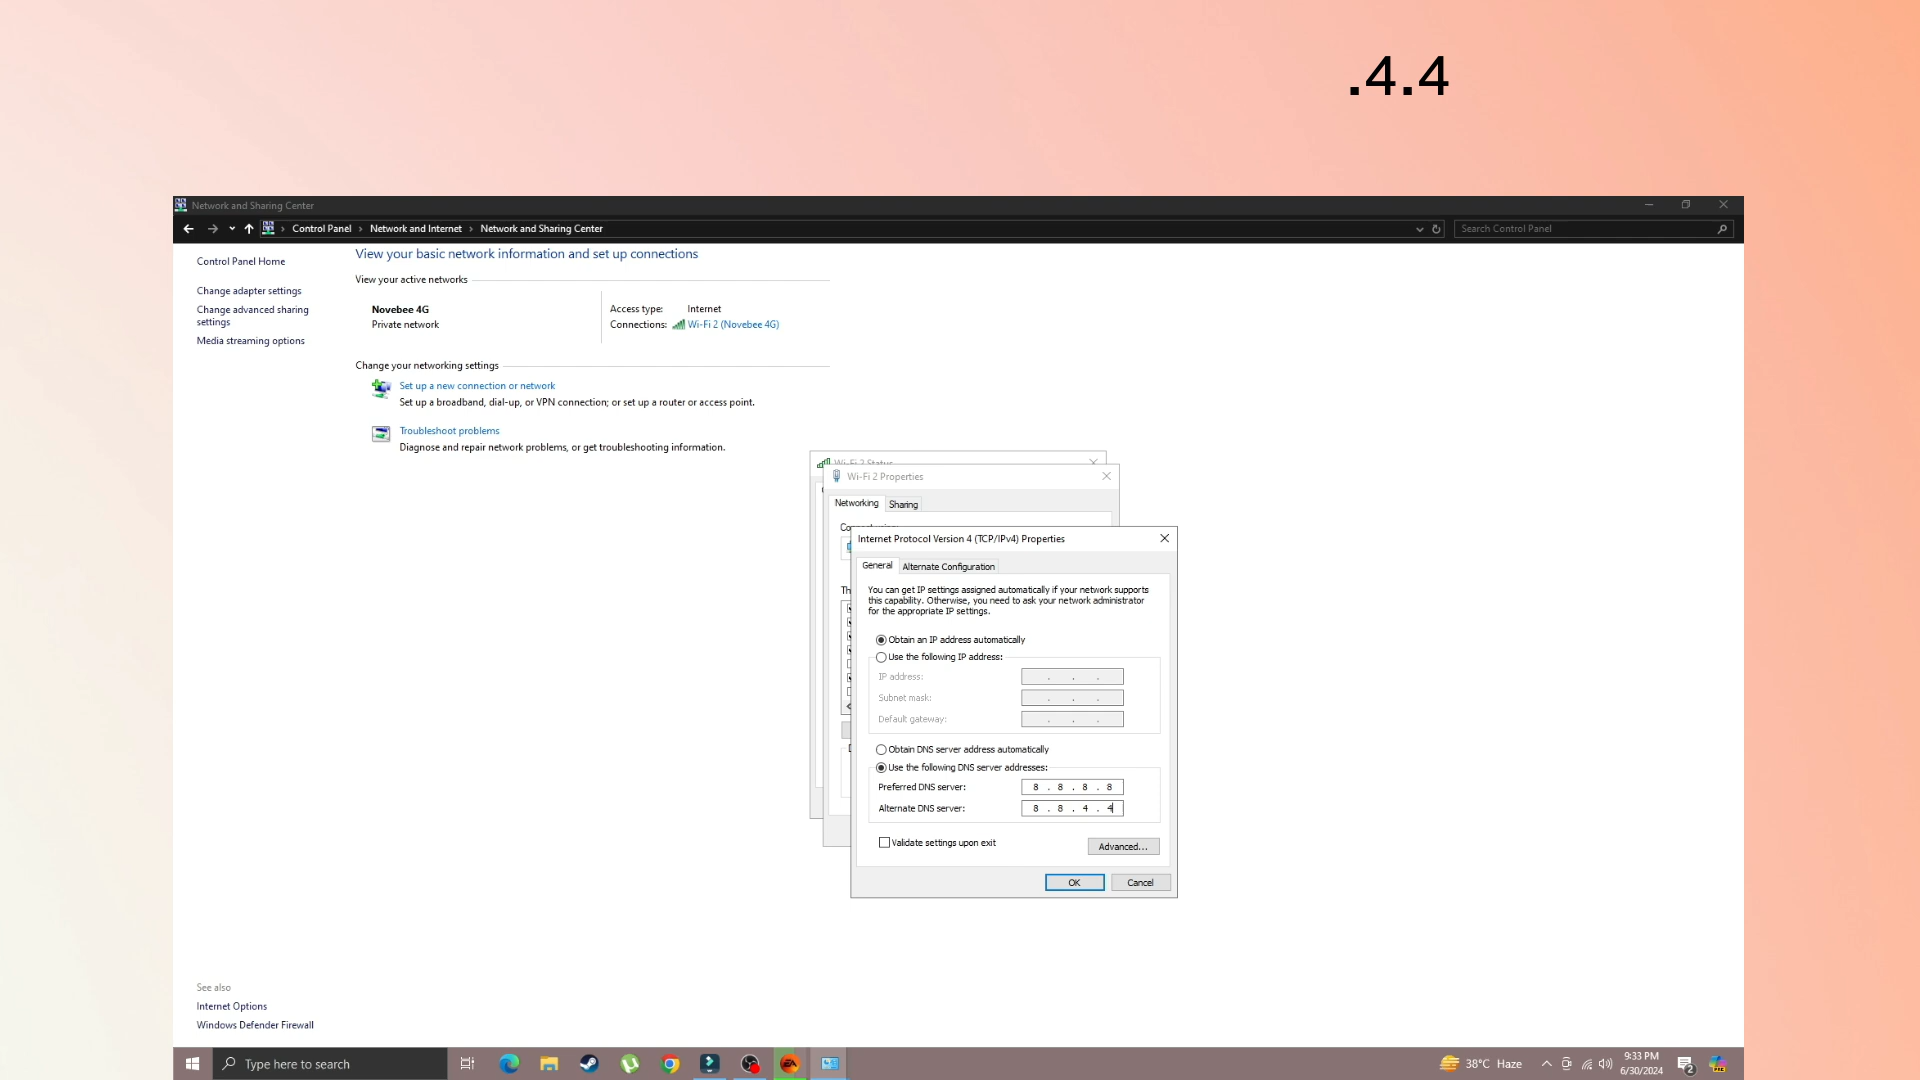 .4.4
Network and Sharing Center
Control Panel > Network and Internet > Network and Sharing Center
Search Control Panel
Control Panel Home
Change adapter settings
Change advanced sharing
settings
Media streaming options
View your basic network information and set up connections
View your active networks
Novebee 4G
Private network
Access type: Internet
Connections: Wi-Fi 2 (Novebee 4G)
Change your networking settings
Set up a new connection or network
Set up a broadband, dial-up, or VPN connection; or set up a router or access point.
Troubleshoot problems
Diagnose and repair network problems, or get troubleshooting information.
Wi-Fi 2 Status
Wi-Fi 2 Properties
Networking Sharing
Internet Protocol Version 4 (TCP/IPv4) Properties
General Alternate Configuration
You can get IP settings assigned automatically if your network supports
this capability. Otherwise, you need to ask your network administrator
for the appropriate IP settings.
Obtain an IP address automatically
Use the following IP address:
IP address: . . .
Subnet mask: . . .
Default gateway: . . .
Obtain DNS server address automatically
Use the following DNS server addresses:
Preferred DNS server: 8 . 8 . 8 . 8
Alternate DNS server: 8 . 8 . 4 . 4
Validate settings upon exit
Advanced...
OK Cancel
See also
Internet Options
Windows Defender Firewall
Type here to search
38°C Haze
9:33 PM
6/30/2024
2